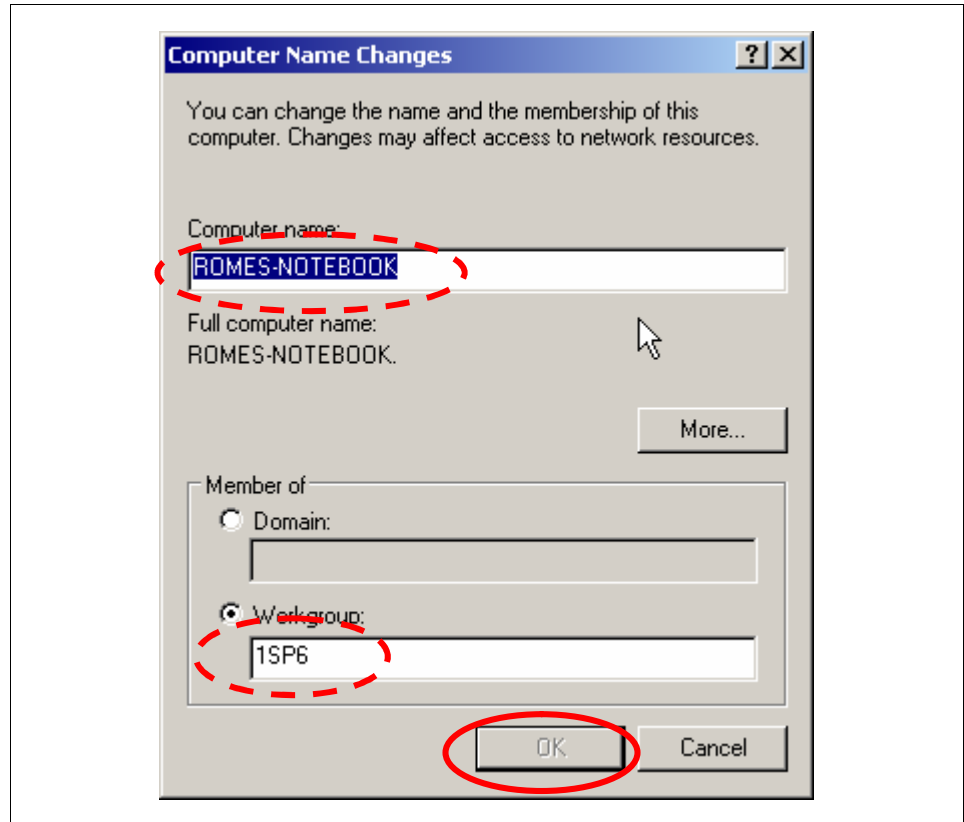 Computer Name Changes
You can change the name and the membership of this
computer. Changes may affect access to network resources.
Computer name:
ROMES-NOTEBOOK
Full computer name:
ROMES-NOTEBOOK.
More...
Member of
Domain:
Workgroup:
1SP6
OK
Cancel